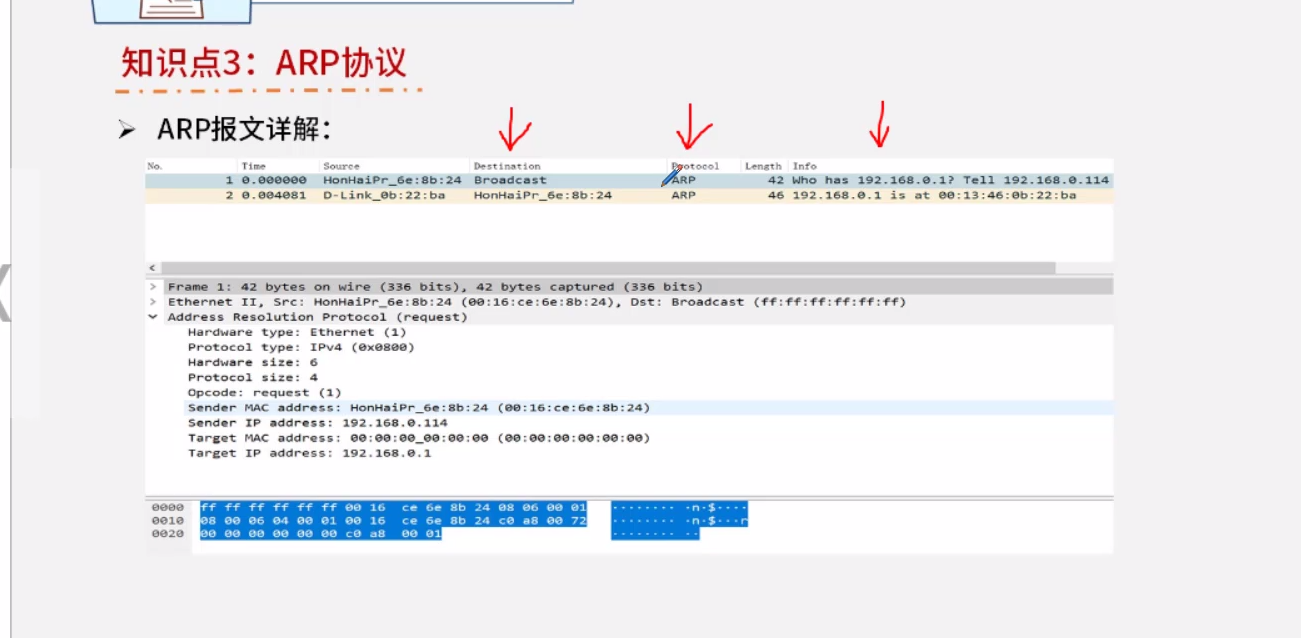 知识点3：ARP协议
➢ ARP报文详解：
No. Time Source Destination Protocol Length Info
1 0.000000 HonHaiPr_6e:8b:24 Broadcast ARP 42 Who has 192.168.0.1? Tell 192.168.0.114
2 0.004081 D-Link_0b:22:ba HonHaiPr_6e:8b:24 ARP 46 192.168.0.1 is at 00:13:46:0b:22:ba
Frame 1: 42 bytes on wire (336 bits), 42 bytes captured (336 bits)
Ethernet II, Src: HonHaiPr_6e:8b:24 (00:16:ce:6e:8b:24), Dst: Broadcast (ff:ff:ff:ff:ff:ff)
Address Resolution Protocol (request)
Hardware type: Ethernet (1)
Protocol type: IPv4 (0x0800)
Hardware size: 6
Protocol size: 4
Opcode: request (1)
Sender MAC address: HonHaiPr_6e:8b:24 (00:16:ce:6e:8b:24)
Sender IP address: 192.168.0.114
Target MAC address: 00:00:00_00:00:00 (00:00:00:00:00:00)
Target IP address: 192.168.0.1
0000 ff ff ff ff ff ff 00 16 ce 6e 8b 24 08 06 00 01 ········ ·n·$····
0010 08 00 06 04 00 01 00 16 ce 6e 8b 24 c0 a8 00 72 ········ ·n·$···r
0020 00 00 00 00 00 00 c0 a8 00 01 ········ ··